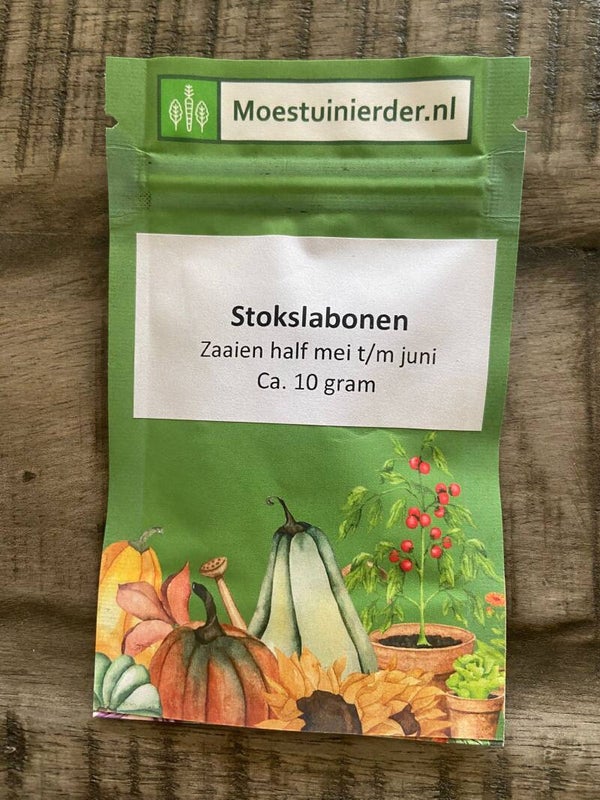 Moestuinierder.nl
Stokslabonen
Zaaien half mei t/m juni
Ca. 10 gram